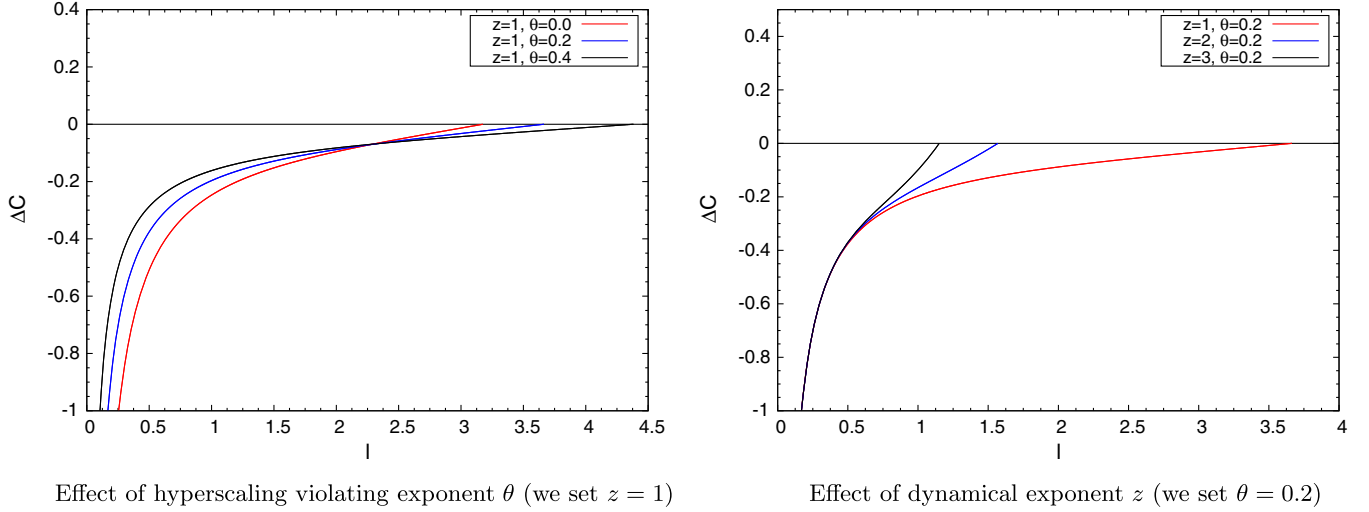 z=1, θ=0.0
z=1, θ=0.2
z=1, θ=0.4
0.4
0.2
0
-0.2
-0.4
-0.6
-0.8
-1
ΔC
0 0.5 1 1.5 2 2.5 3 3.5 4 4.5
l
Effect of hyperscaling violating exponent θ (we set z = 1)
z=1, θ=0.2
z=2, θ=0.2
z=3, θ=0.2
0.4
0.2
0
-0.2
-0.4
-0.6
-0.8
-1
ΔC
0 0.5 1 1.5 2 2.5 3 3.5 4
l
Effect of dynamical exponent z (we set θ = 0.2)